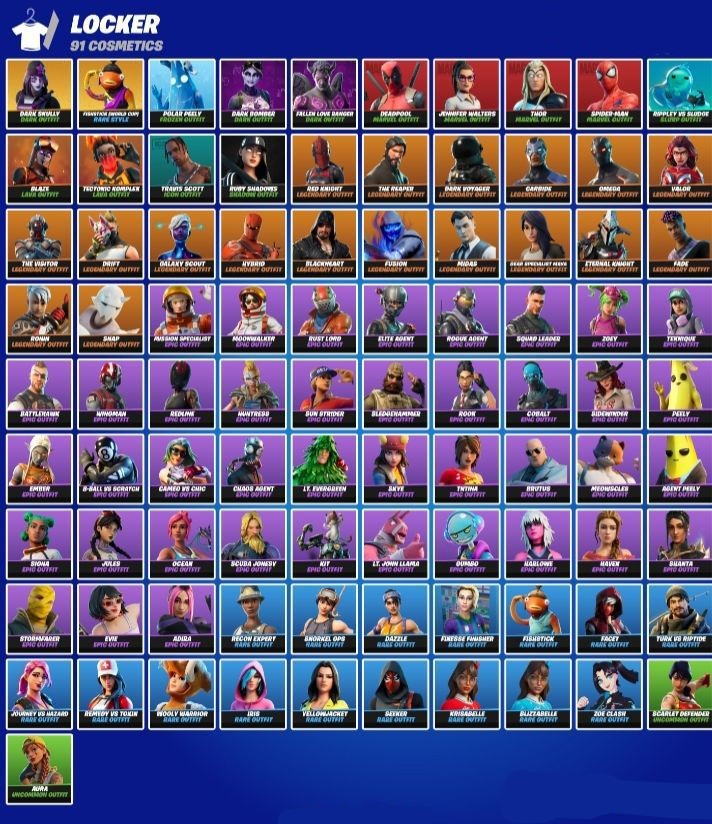 LOCKER
91 COSMETICS
DARK SKULLY
DARK OUTFIT
FISHSTICK (WORLD CUP)
RARE STYLE
POLAR PEELY
FROZEN OUTFIT
DARK BOMBER
DARK OUTFIT
FALLEN LOVE RANGER
DARK OUTFIT
DEADPOOL
MARVEL OUTFIT
JENNIFER WALTERS
MARVEL OUTFIT
THOR
MARVEL OUTFIT
SPIDER-MAN
MARVEL OUTFIT
RIPPLEY VS SLUDGE
SLURP OUTFIT
BLAZE
LAVA OUTFIT
TECTONIC KOMPLEX
LAVA OUTFIT
TRAVIS SCOTT
ICON OUTFIT
RUBY SHADOWS
SHADOW OUTFIT
RED KNIGHT
LEGENDARY OUTFIT
THE REAPER
LEGENDARY OUTFIT
DARK VOYAGER
LEGENDARY OUTFIT
CARBIDE
LEGENDARY OUTFIT
OMEGA
LEGENDARY OUTFIT
VALOR
LEGENDARY OUTFIT
THE VISITOR
LEGENDARY OUTFIT
DRIFT
LEGENDARY OUTFIT
GALAXY SCOUT
LEGENDARY OUTFIT
HYBRID
LEGENDARY OUTFIT
BLACKHEART
LEGENDARY OUTFIT
FUSION
LEGENDARY OUTFIT
MIDAS
LEGENDARY OUTFIT
GEAR SPECIALIST MAYA
LEGENDARY OUTFIT
ETERNAL KNIGHT
LEGENDARY OUTFIT
FADE
LEGENDARY OUTFIT
RONIN
LEGENDARY OUTFIT
SNAP
LEGENDARY OUTFIT
MISSION SPECIALIST
EPIC OUTFIT
MOONWALKER
EPIC OUTFIT
RUST LORD
EPIC OUTFIT
ELITE AGENT
EPIC OUTFIT
ROGUE AGENT
EPIC OUTFIT
SQUAD LEADER
EPIC OUTFIT
ZOEY
EPIC OUTFIT
TEKNIQUE
EPIC OUTFIT
BATTLEHAWK
EPIC OUTFIT
WINGMAN
EPIC OUTFIT
REDLINE
EPIC OUTFIT
HUNTRESS
EPIC OUTFIT
SUN STRIDER
EPIC OUTFIT
SLEDGEHAMMER
EPIC OUTFIT
ROOK
EPIC OUTFIT
COBALT
EPIC OUTFIT
SIDEWINDER
EPIC OUTFIT
PEELY
EPIC OUTFIT
EMBER
EPIC OUTFIT
8-BALL VS SCRATCH
EPIC OUTFIT
CAMEO VS CHIC
EPIC OUTFIT
CHAOS AGENT
EPIC OUTFIT
LT. EVERGREEN
EPIC OUTFIT
SKYE
EPIC OUTFIT
TNTINA
EPIC OUTFIT
BRUTUS
EPIC OUTFIT
MEOWSCLES
EPIC OUTFIT
AGENT PEELY
EPIC OUTFIT
SIONA
EPIC OUTFIT
JULES
EPIC OUTFIT
OCEAN
EPIC OUTFIT
SCUBA JONESY
EPIC OUTFIT
KIT
EPIC OUTFIT
LT. JOHN LLAMA
EPIC OUTFIT
GUMBO
EPIC OUTFIT
HARLOWE
EPIC OUTFIT
HAVEN
EPIC OUTFIT
SHANTA
EPIC OUTFIT
STORMFARER
EPIC OUTFIT
EVIE
EPIC OUTFIT
ADIRA
EPIC OUTFIT
RECON EXPERT
RARE OUTFIT
SNORKEL OPS
RARE OUTFIT
DAZZLE
RARE OUTFIT
FINESSE FINISHER
RARE OUTFIT
FISHSTICK
RARE OUTFIT
FACET
RARE OUTFIT
TURK VS RIPTIDE
RARE OUTFIT
JOURNEY VS HAZARD
RARE OUTFIT
REMEDY VS TOXIN
RARE OUTFIT
WOOLY WARRIOR
RARE OUTFIT
IRIS
RARE OUTFIT
YELLOWJACKET
RARE OUTFIT
SEEKER
RARE OUTFIT
KRISABELLE
RARE OUTFIT
BLIZZABELLE
RARE OUTFIT
ZOE CLASH
RARE OUTFIT
SCARLET DEFENDER
UNCOMMON OUTFIT
AURA
UNCOMMON OUTFIT